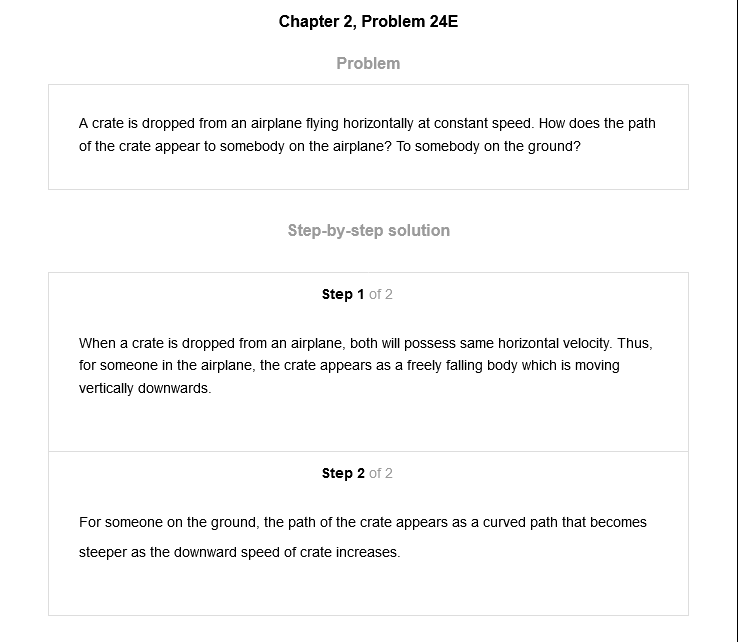 Chapter 2, Problem 24E
Problem
A crate is dropped from an airplane flying horizontally at constant speed. How does the path
of the crate appear to somebody on the airplane? To somebody on the ground?
Step-by-step solution
Step 1 of 2
When a crate is dropped from an airplane, both will possess same horizontal velocity. Thus,
for someone in the airplane, the crate appears as a freely falling body which is moving
vertically downwards.
Step 2 of 2
For someone on the ground, the path of the crate appears as a curved path that becomes
steeper as the downward speed of crate increases.